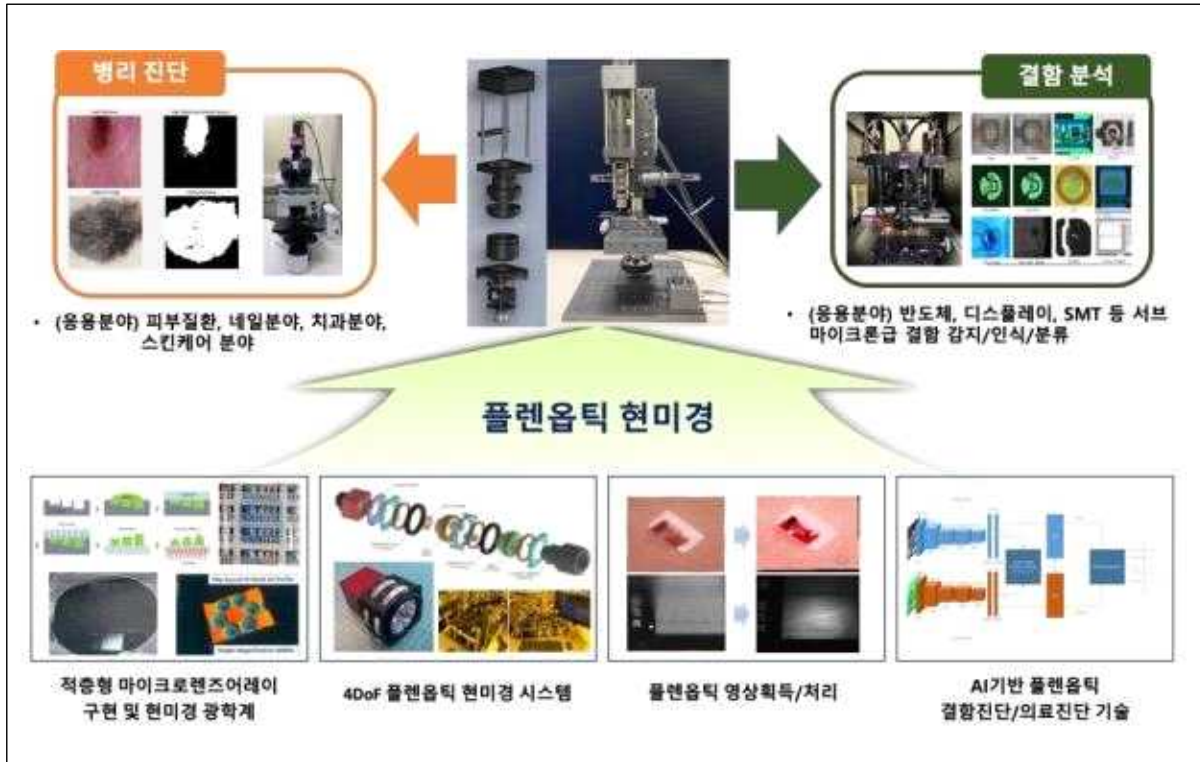 병리 진단
결함 분석
• (응용분야) 피부질환, 네일분야, 치과분야,
스킨케어 분야
• (응용분야) 반도체, 디스플레이, SMT 등 서브
마이크론급 결함 감지/인식/분류
플렌옵틱 현미경
적층형 마이크로렌즈어레이
구현 및 현미경 광학계
4DoF 플렌옵틱 현미경 시스템
플렌옵틱 영상획득/처리
AI기반 플렌옵틱
결함진단/의료진단 기술